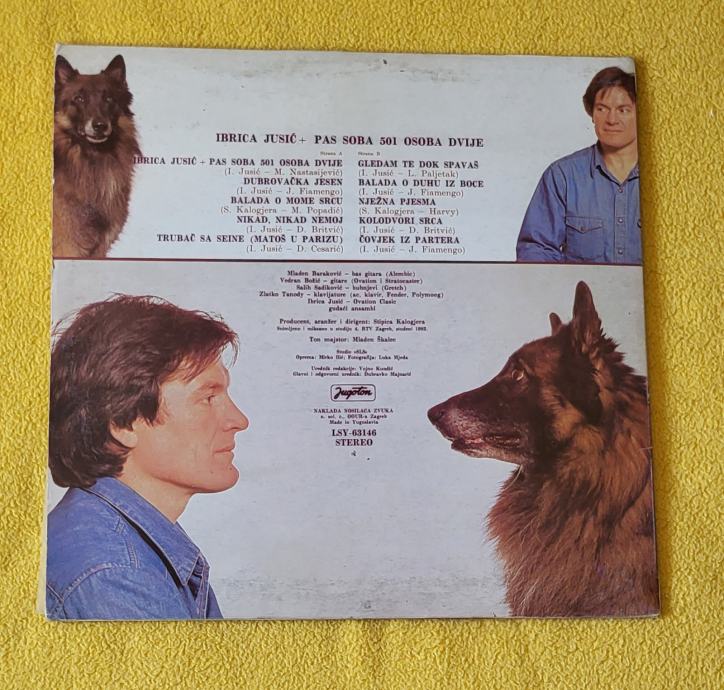 IBRICA JUSIĆ + PAS SOBA 501 OSOBA DVIJE
Strana A
IBRICA JUSIĆ + PAS SOBA 501 OSOBA DVIJE
(I. Jusić — M. Nastasijević)
DUBROVAČKA JESEN
(I. Jusić — J. Fiamengo)
BALADA O MOME SRCU
(S. Kalogjera — M. Popadić)
NIKAD, NIKAD NEMOJ
(I. Jusić — D. Britvić)
TRUBAČ SA SEINE (MATOŠ U PARIZU)
(I. Jusić — D. Cesarić)
Strana B
GLEDAM TE DOK SPAVAŠ
(I. Jusić — L. Paljetak)
BALADA O DUHU IZ BOCE
(I. Jusić — J. Fiamengo)
NJEŽNA PJESMA
(S. Kalogjera — Harvy)
KOLODVORI SRCA
(I. Jusić — D. Britvić)
ČOVJEK IZ PARTERA
(I. Jusić — J. Fiamengo)
Mladen Baraković — bas gitara (Alembic)
Vedran Božić — gitare (Ovation i Stratocaster)
Salih Sadiković — bubnjevi (Gretch)
Zlatko Tanody — klavijature (ac. klavir, Fender, Polymoog)
Ibrica Jusić — Ovation Clasic
gudači ansambl
Producent, aranžer i dirigent: Stipica Kalogjera
Snimljeno i miksano u studiju 4, RTV Zagreb, studeni 1982.
Ton majstor: Mladen Škalec
Studio »SLS«
Oprema: Mirko Ilić; Fotografija: Luka Mjeda
Urednik redakcije: Vojno Kundić
Glavni i odgovorni urednik: Dubravko Majnarić
Jugoton
NAKLADA NOSILACA ZVUKA
n. sol. o., OOUR-a Zagreb
Made in Yugoslavia
LSY-63146
STEREO